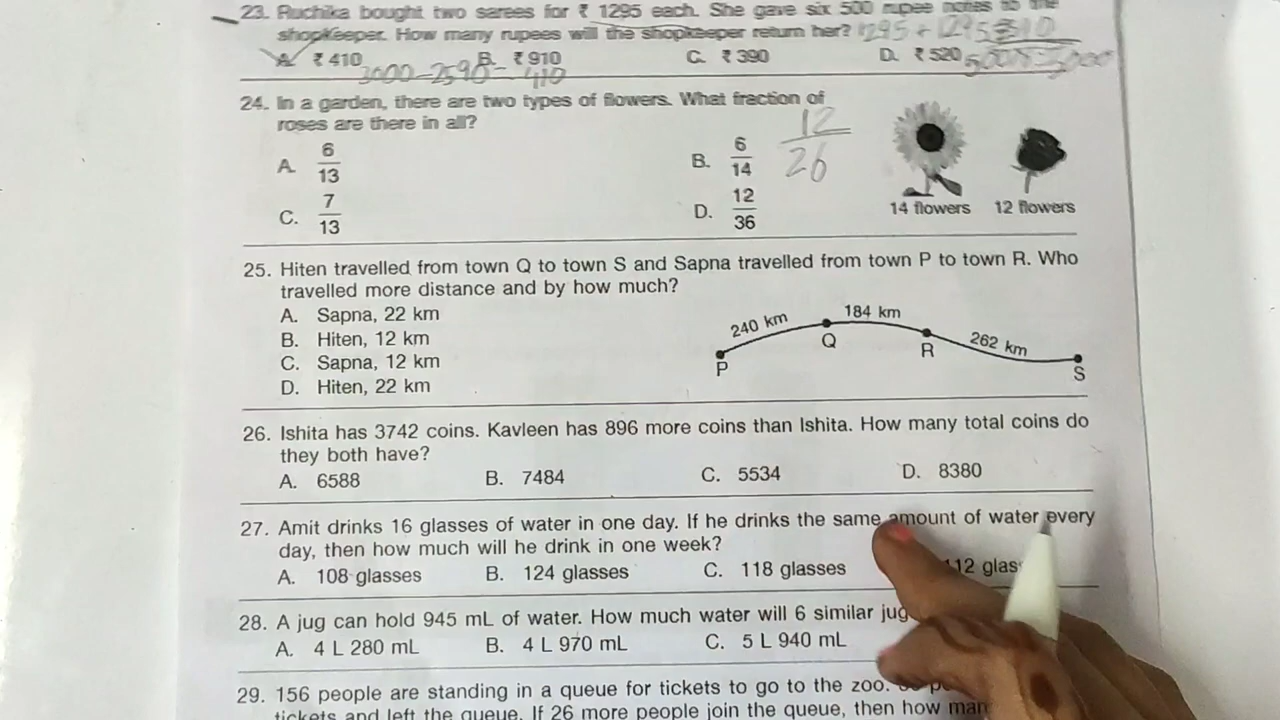 23. Ruchika bought two sarees for ₹ 1295 each. She gave six 500 rupee notes to the
shopkeeper. How many rupees will the shopkeeper return her? 1295 + 1295
A. ₹ 410 B. ₹ 910 C. ₹ 390 D. ₹ 520
3000-2590= 410
24. In a garden, there are two types of flowers. What fraction of
roses are there in all?
A. 6/13 B. 6/14
C. 7/13 D. 12/36
12/26
14 flowers 12 flowers
25. Hiten travelled from town Q to town S and Sapna travelled from town P to town R. Who
travelled more distance and by how much?
A. Sapna, 22 km
B. Hiten, 12 km
C. Sapna, 12 km
D. Hiten, 22 km
240 km 184 km 262 km
P Q R S
26. Ishita has 3742 coins. Kavleen has 896 more coins than Ishita. How many total coins do
they both have?
A. 6588 B. 7484 C. 5534 D. 8380
27. Amit drinks 16 glasses of water in one day. If he drinks the same amount of water every
day, then how much will he drink in one week?
A. 108 glasses B. 124 glasses C. 118 glasses 112 glas
28. A jug can hold 945 mL of water. How much water will 6 similar jug
A. 4 L 280 mL B. 4 L 970 mL C. 5 L 940 mL
29. 156 people are standing in a queue for tickets to go to the zoo.
tickets and left the queue. If 26 more people join the queue, then how man